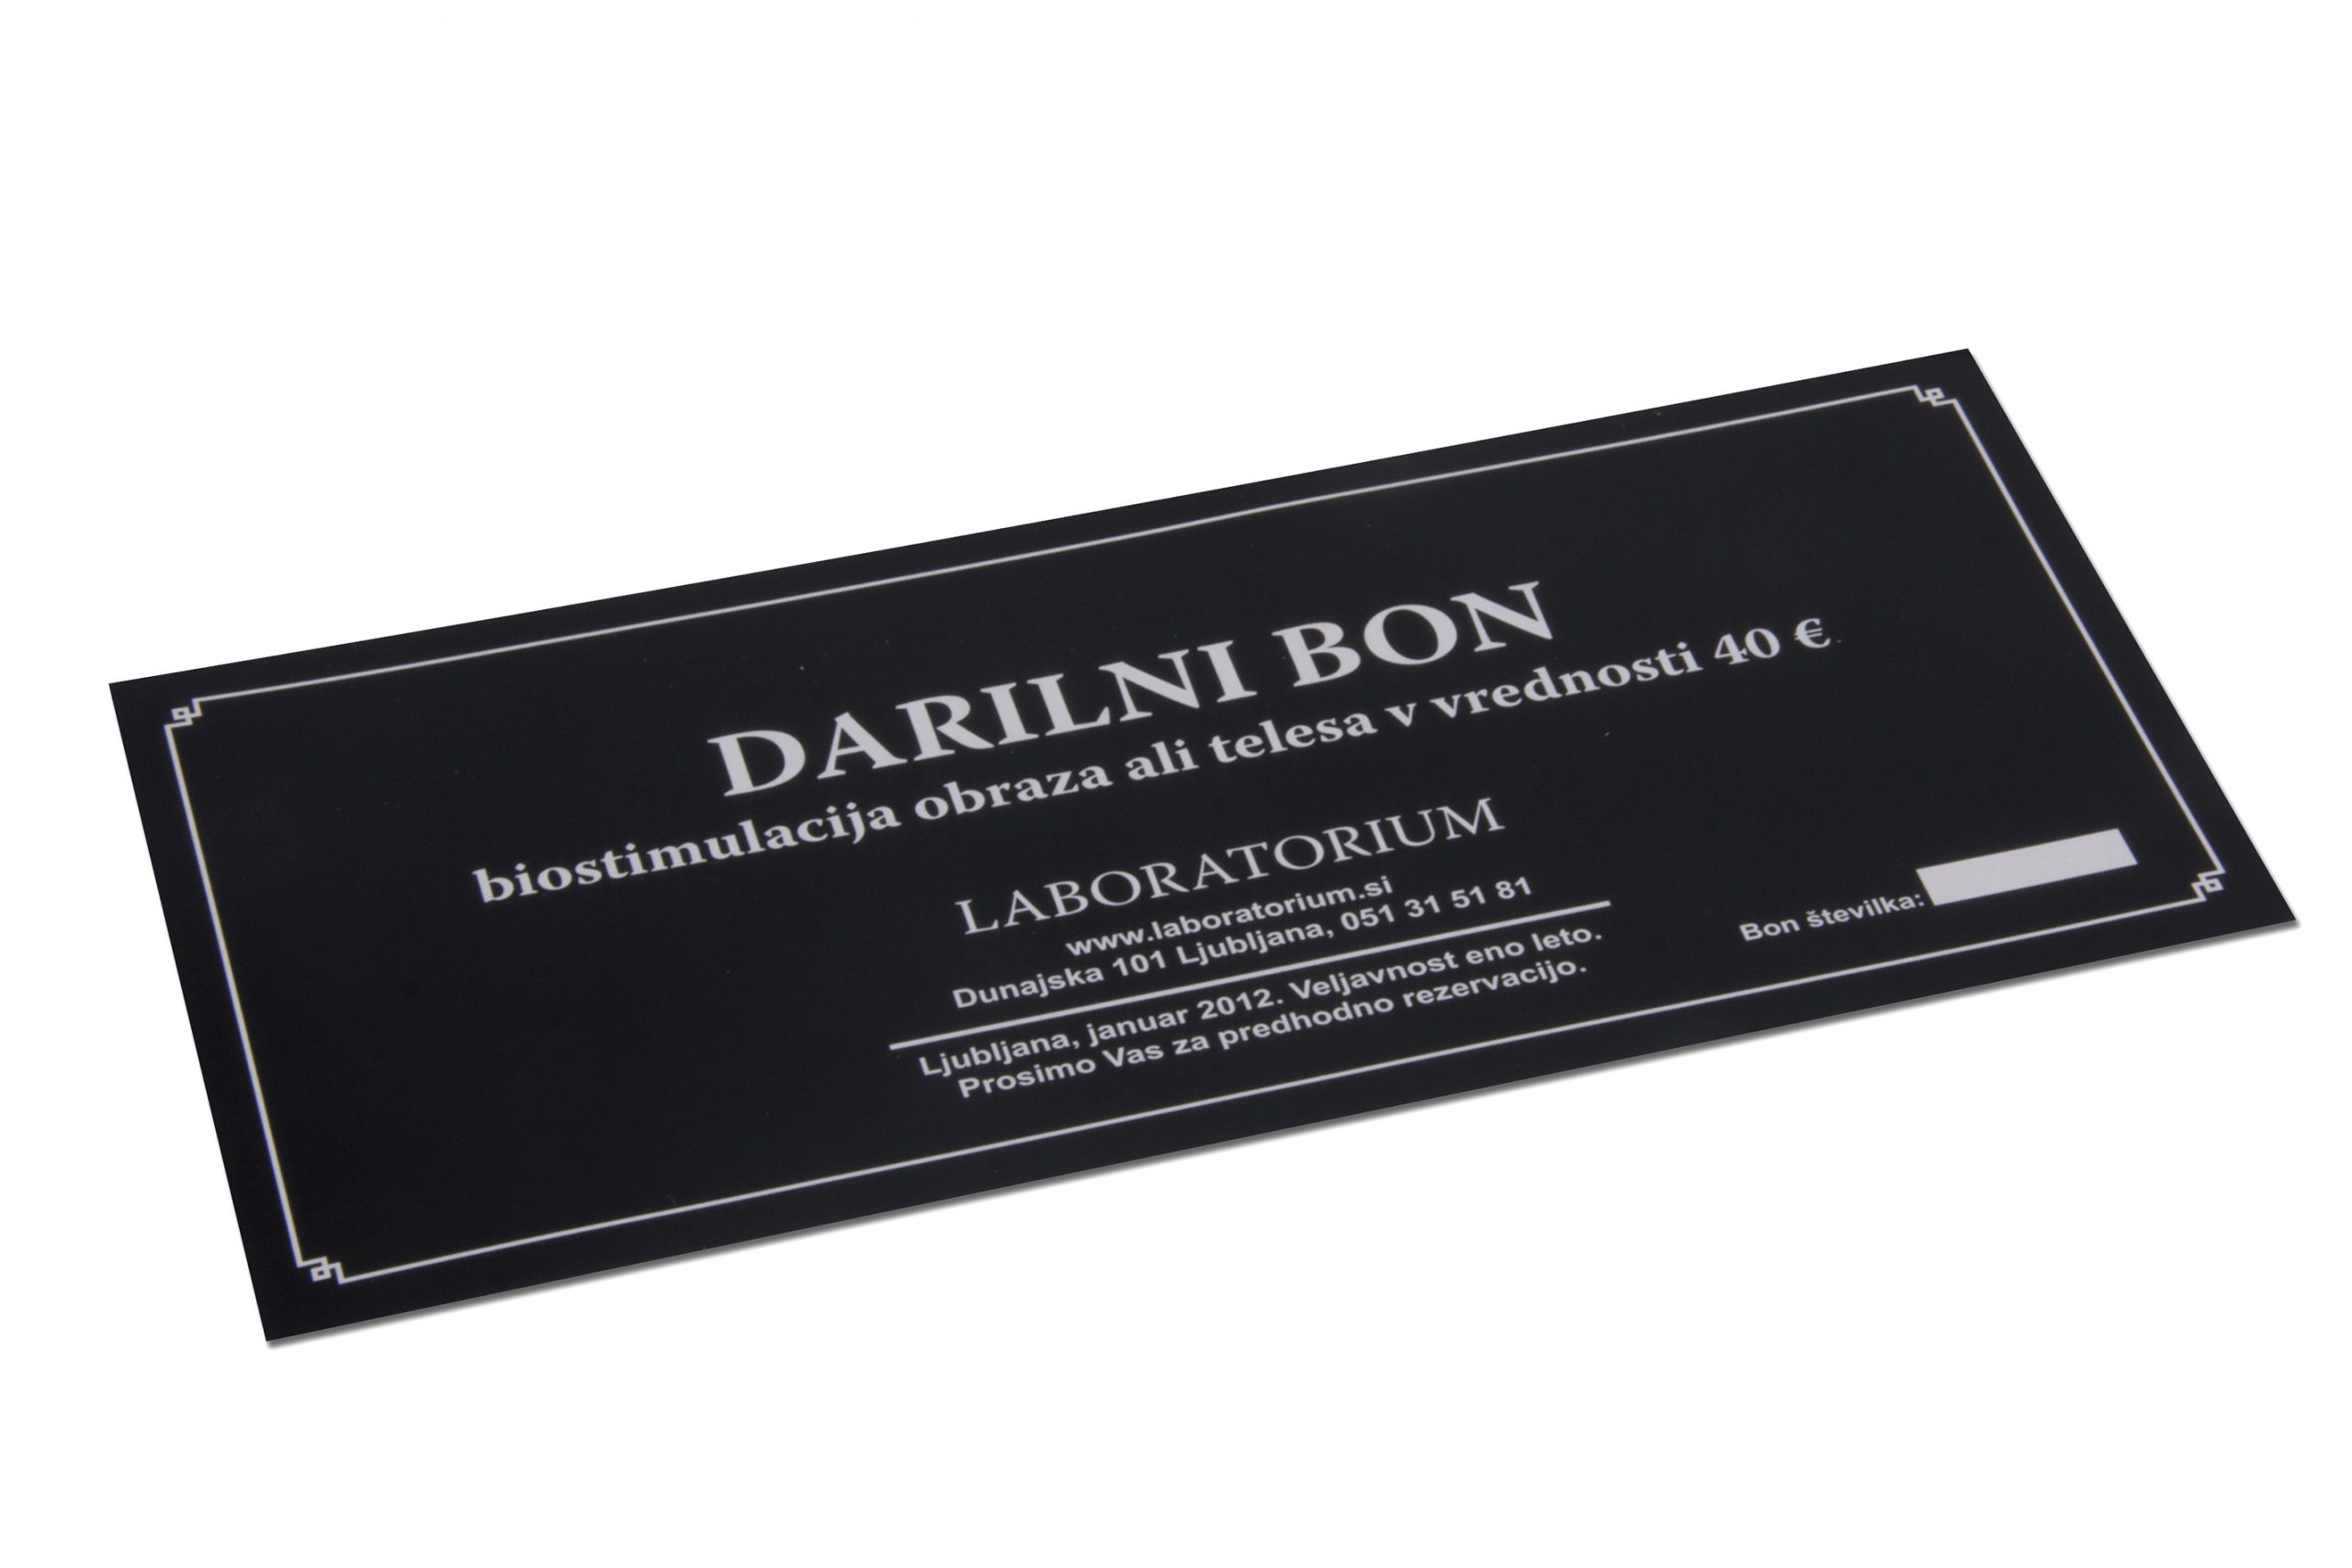 DARILNI BON
biostimulacija obraza ali telesa v vrednosti 40 €
LABORATORIUM
www.laboratorium.si
Dunajska 101 Ljubljana, 051 31 51 81
Ljubljana, januar 2012. Veljavnost eno leto.
Prosimo Vas za predhodno rezervacijo.
Bon številka: